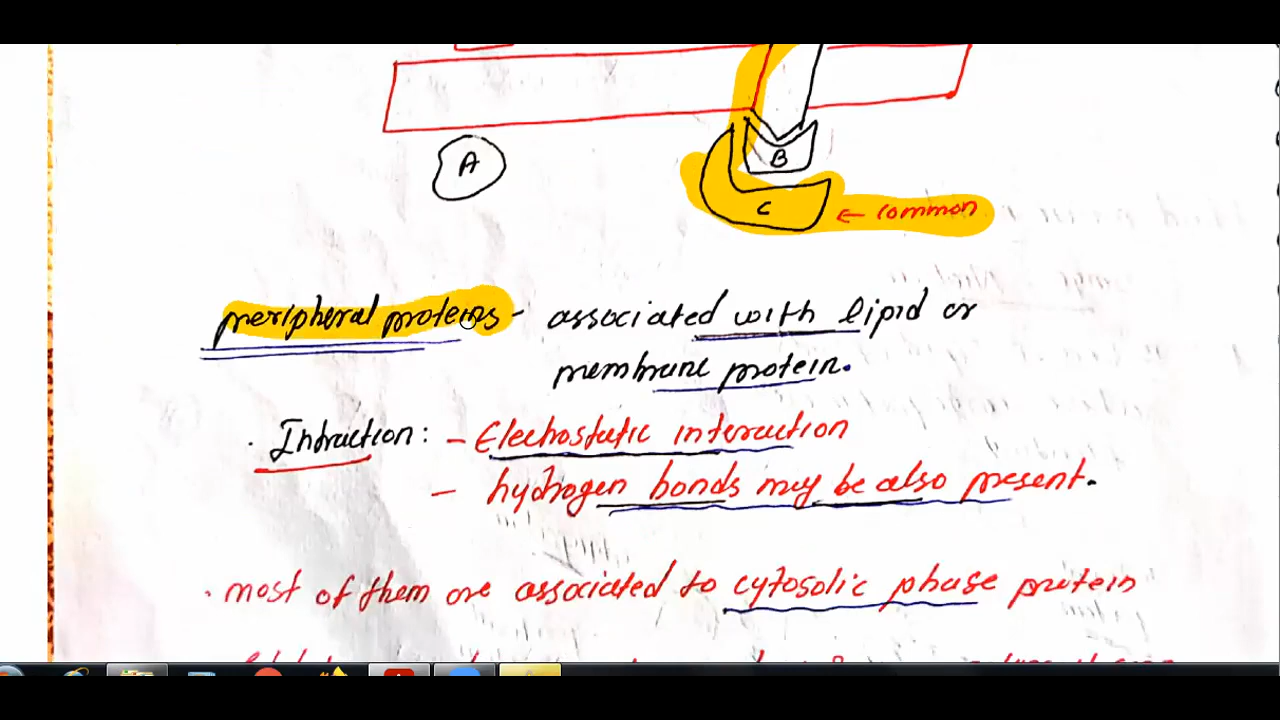 A
B
C ← common
peripheral proteins - associated with lipid or
membrane protein.
· Intraction: - Electostatic interaction
- hydrogen bonds may be also present.
· most of them are associated to cytosolic phase protein